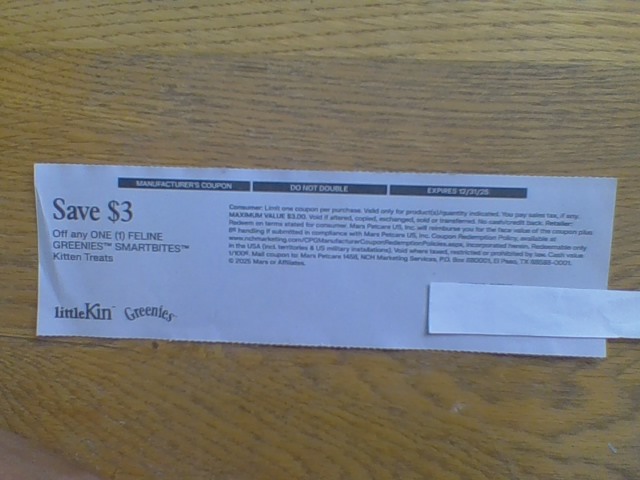 MANUFACTURER'S COUPON
DO NOT DOUBLE
EXPIRES 12/31/25
Save $3
Off any ONE (1) FELINE
GREENIES™ SMARTBITES™
Kitten Treats
Consumer: Limit one coupon per purchase. Valid only for product(s)/quantity indicated. You pay sales tax, if any.
MAXIMUM VALUE $3.00. Void if altered, copied, exchanged, sold or transferred. No cash/credit back. Retailer:
Redeem on terms stated for consumer. Mars Petcare US, Inc. will reimburse you for the face value of the coupon plus
8¢ handling if submitted in compliance with Mars Petcare US, Inc. Coupon Redemption Policy, available at
www.nchmarketing.com/CPGManufacturerCouponRedemptionPolicies.aspx, incorporated herein. Redeemable only
in the USA (incl. territories & US military installations). Void where taxed, restricted or prohibited by law. Cash value
1/100¢. Mail coupon to: Mars Petcare 1456, NCH Marketing Services, P.O. Box 880001, El Paso, TX 88588-0001.
© 2025 Mars or Affiliates.
littleKin™ Greenies™